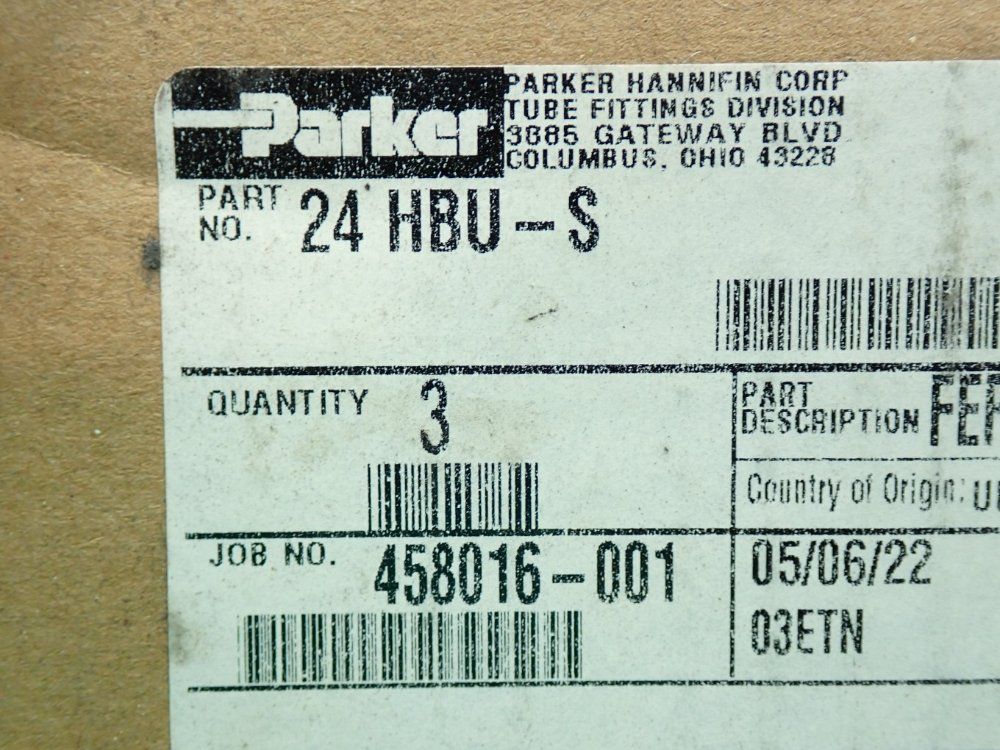 Parker
PARKER HANNIFIN CORP
TUBE FITTINGS DIVISION
3885 GATEWAY BLVD
COLUMBUS, OHIO 43228
PART
NO. 24 HBU-S
QUANTITY 3
PART
DESCRIPTION
Country of Origin:
JOB NO. 458016-001
05/06/22
03ETN